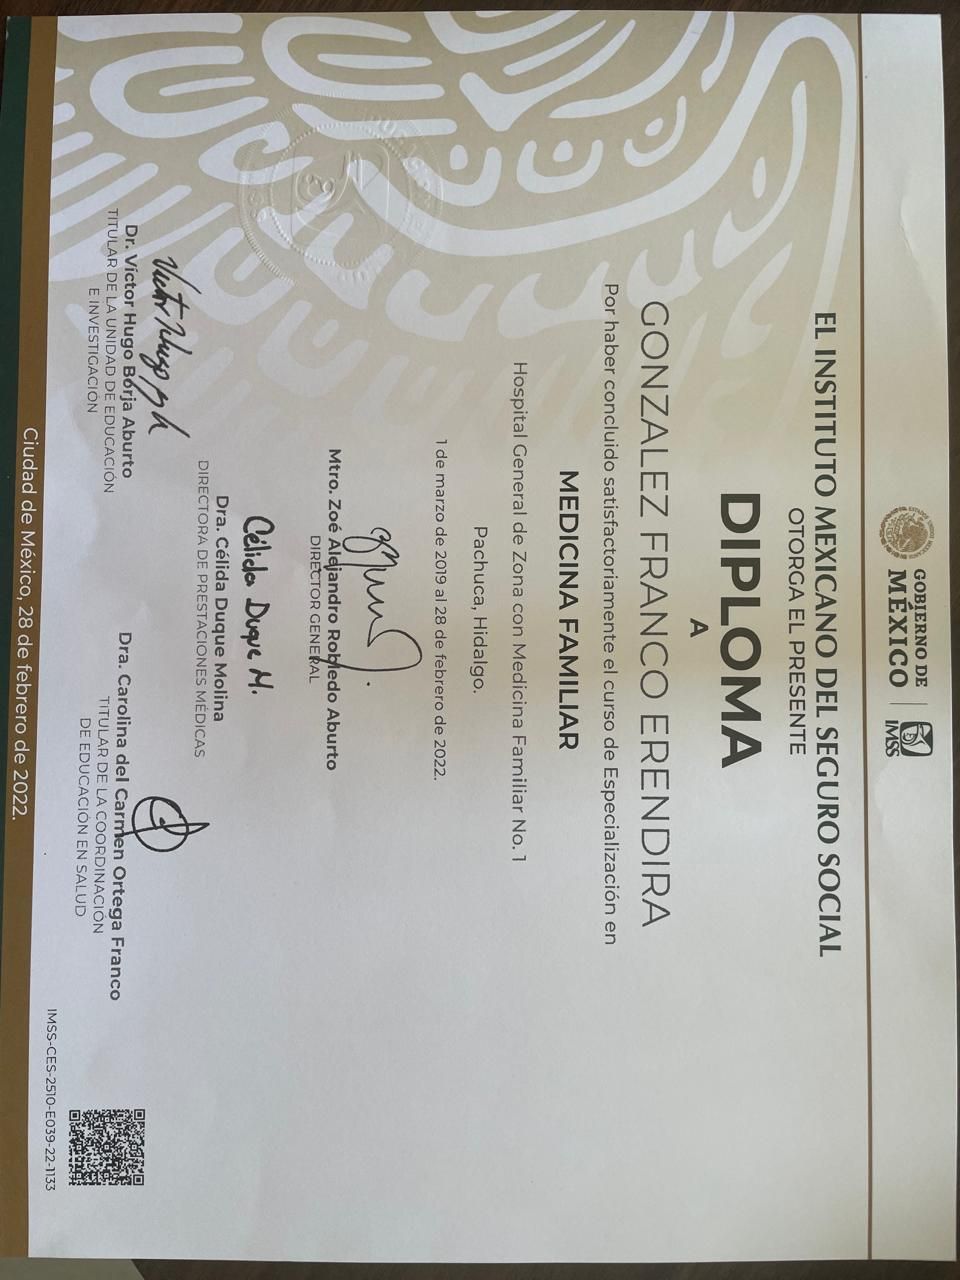 GOBIERNO DE
MÉXICO
IMSS
EL INSTITUTO MEXICANO DEL SEGURO SOCIAL
OTORGA EL PRESENTE
DIPLOMA
A
GONZALEZ FRANCO ERENDIRA
Por haber concluido satisfactoriamente el curso de Especialización en
MEDICINA FAMILIAR
Hospital General de Zona con Medicina Familiar No. 1
Pachuca, Hidalgo.
1 de marzo de 2019 al 28 de febrero de 2022.
Mtro. Zoé Alejandro Robledo Aburto
DIRECTOR GENERAL
Célida Duque M.
Dra. Célida Duque Molina
DIRECTORA DE PRESTACIONES MÉDICAS
Dr. Víctor Hugo Borja Aburto
TITULAR DE LA UNIDAD DE EDUCACIÓN
E INVESTIGACIÓN
Dra. Carolina del Carmen Ortega Franco
TITULAR DE LA COORDINACIÓN
DE EDUCACIÓN EN SALUD
IMSS-CES-2510-E039-22-1133
Ciudad de México, 28 de febrero de 2022.